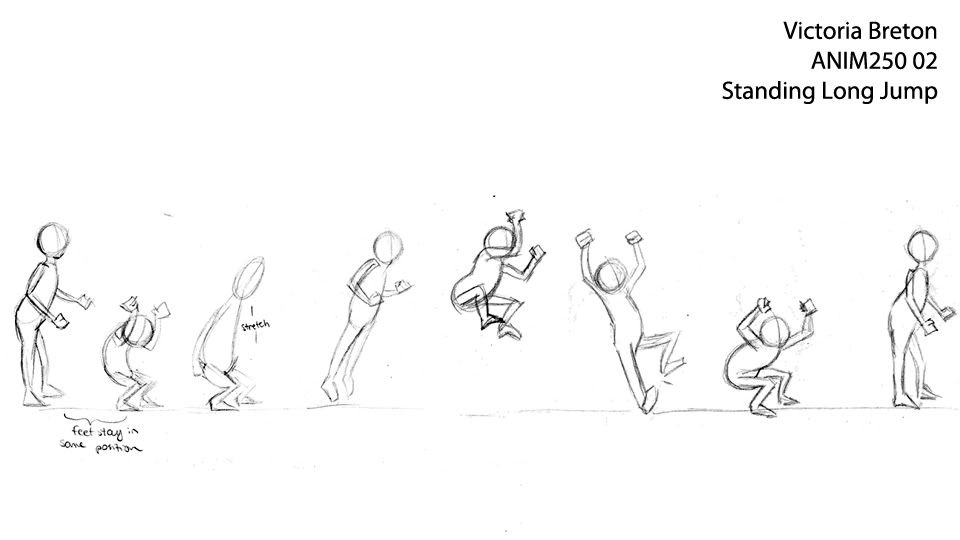 Victoria Breton
ANIM250 02
Standing Long Jump
stretch
feet stay in
same position